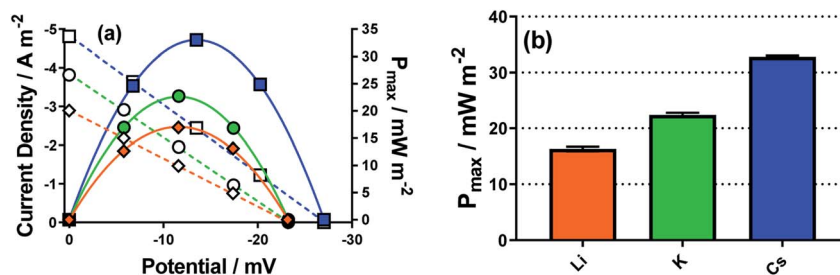 (a)
Current Density / A m⁻²
-5
-4
-3
-2
-1
0
0
-10
-20
-30
Potential / mV
35
30
25
20
15
10
5
0
P_max / mW m⁻²
(b)
P_max / mW m⁻²
40
30
20
10
0
Li
K
Cs